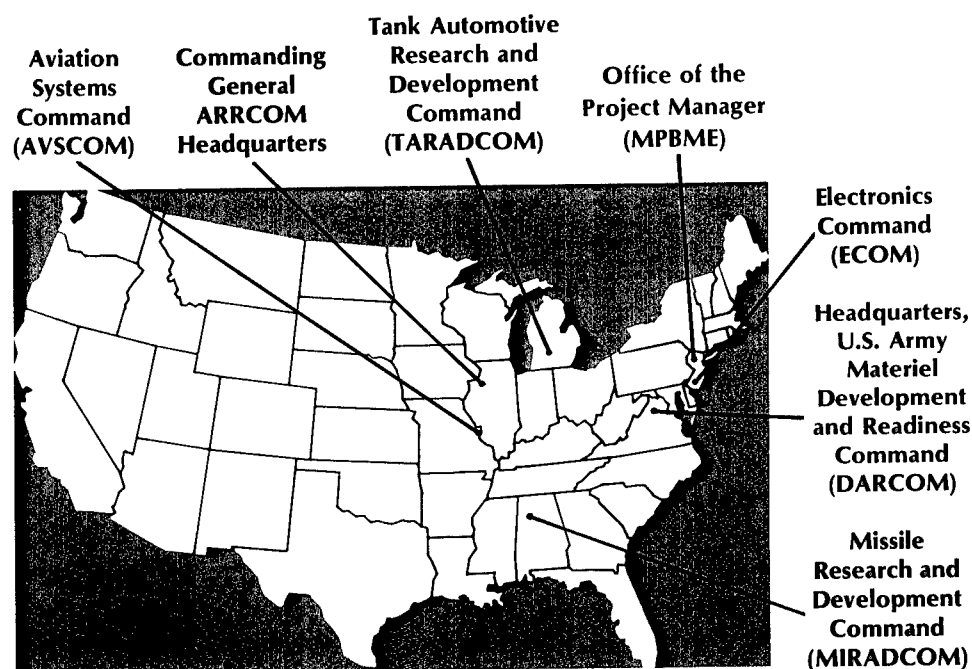 Aviation
Systems
Command
(AVSCOM)
Commanding
General
ARRCOM
Headquarters
Tank Automotive
Research and
Development
Command
(TARADCOM)
Office of the
Project Manager
(MPBME)
Electronics
Command
(ECOM)
Headquarters,
U.S. Army
Materiel
Development
and Readiness
Command
(DARCOM)
Missile
Research and
Development
Command
(MIRADCOM)